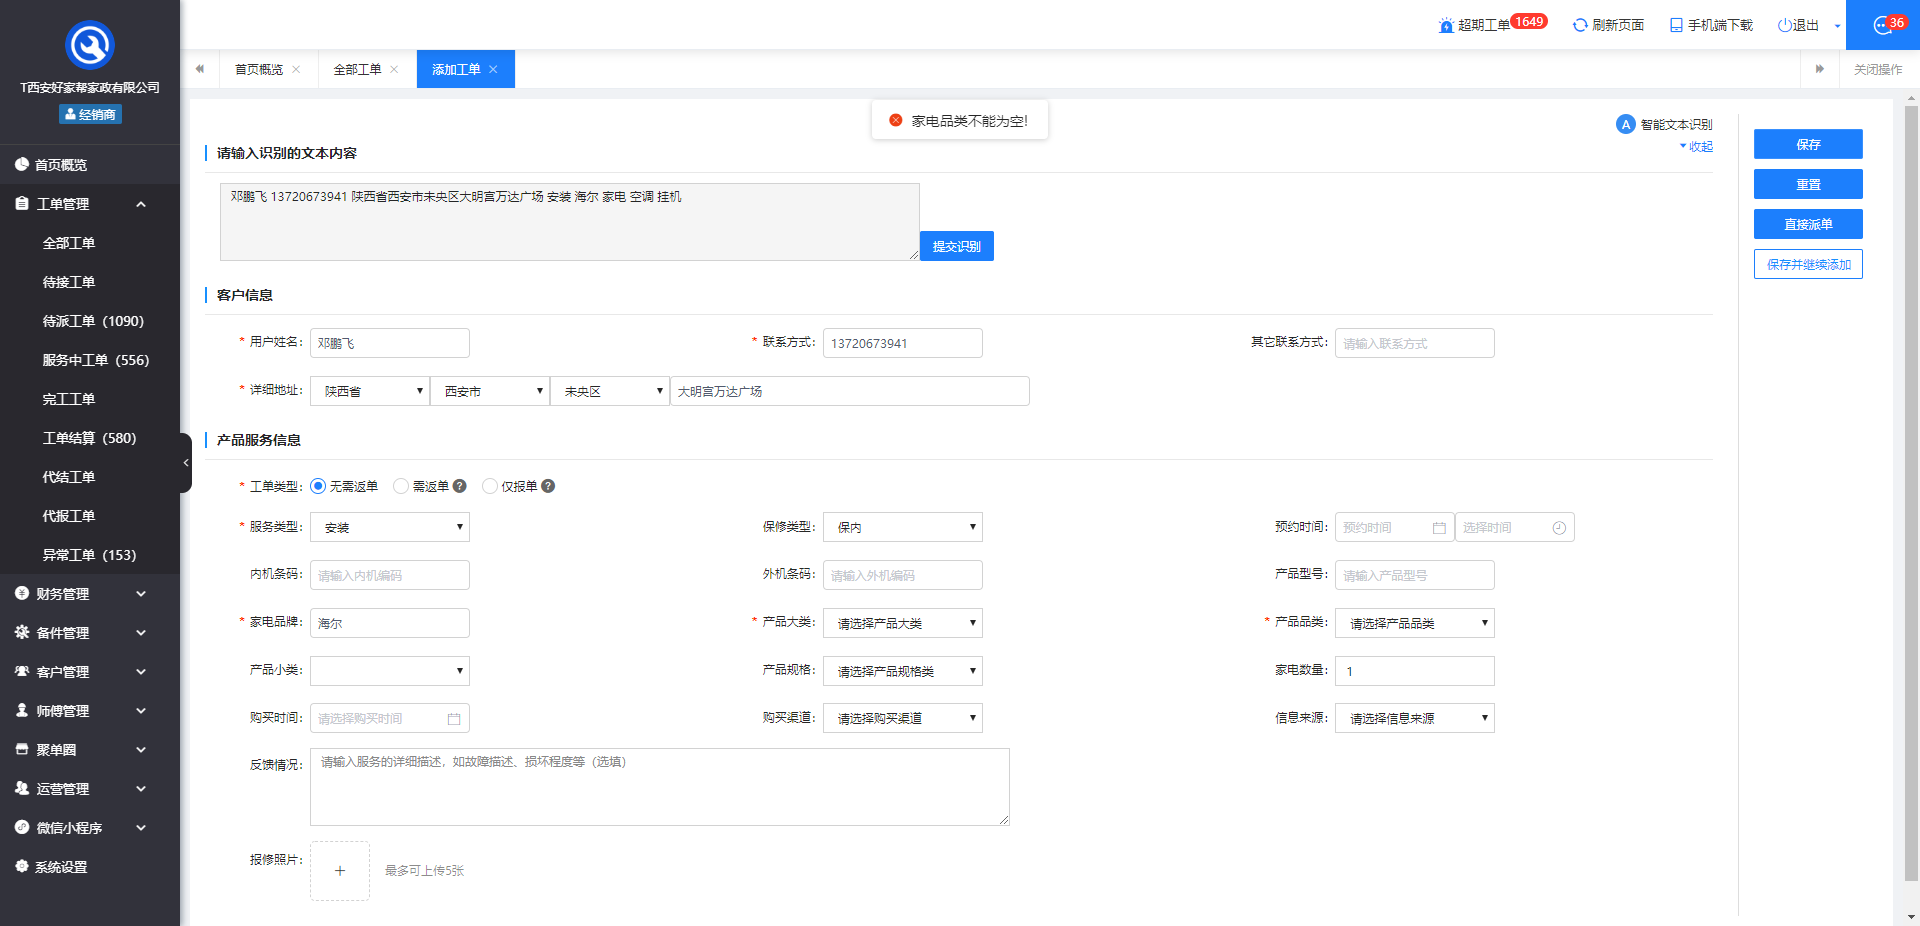 超期工单 1649
刷新页面
手机端下载
退出
36
T西安好家帮家政有限公司
经销商
首页概览
工单管理
全部工单
待接工单
待派工单（1090）
服务中工单（556）
完工工单
工单结算（580）
代结工单
代报工单
异常工单（153）
财务管理
备件管理
客户管理
师傅管理
聚单圈
运营管理
微信小程序
系统设置
首页概览 全部工单 添加工单 关闭操作
家电品类不能为空!
A 智能文本识别
收起
请输入识别的文本内容
邓鹏飞 13720673941 陕西省西安市未央区大明宫万达广场 安装 海尔 家电 空调 挂机
提交识别
保存
重置
直接派单
保存并继续添加
客户信息
* 用户姓名: 邓鹏飞 * 联系方式: 13720673941 其它联系方式: 请输入联系方式
* 详细地址: 陕西省 西安市 未央区 大明宫万达广场
产品服务信息
* 工单类型: 无需返单 需返单 ? 仅报单 ?
* 服务类型: 安装 保修类型: 保内 预约时间: 预约时间 选择时间
内机条码: 请输入内机编码 外机条码: 请输入外机编码 产品型号: 请输入产品型号
* 家电品牌: 海尔 * 产品大类: 请选择产品大类 * 产品品类: 请选择产品品类
产品小类: 产品规格: 请选择产品规格类 家电数量: 1
购买时间: 请选择购买时间 购买渠道: 请选择购买渠道 信息来源: 请选择信息来源
反馈情况: 请输入服务的详细描述，如故障描述、损坏程度等（选填）
报修照片: + 最多可上传5张